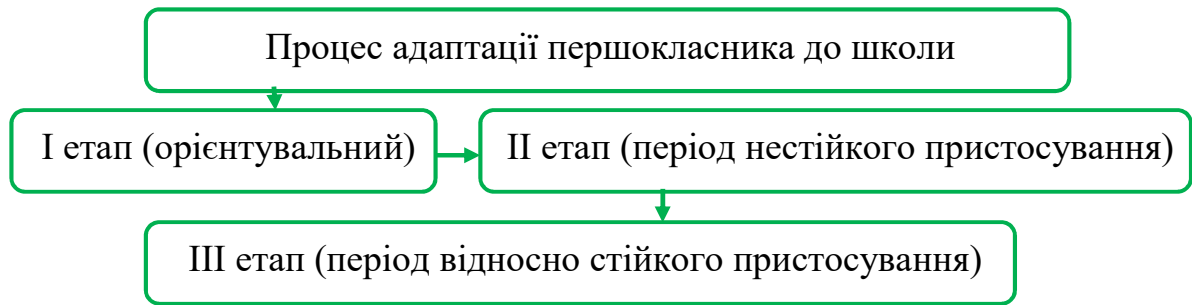 Процес адаптації першокласника до школи
І етап (орієнтувальний)
ІІ етап (період нестійкого пристосування)
ІІІ етап (період відносно стійкого пристосування)